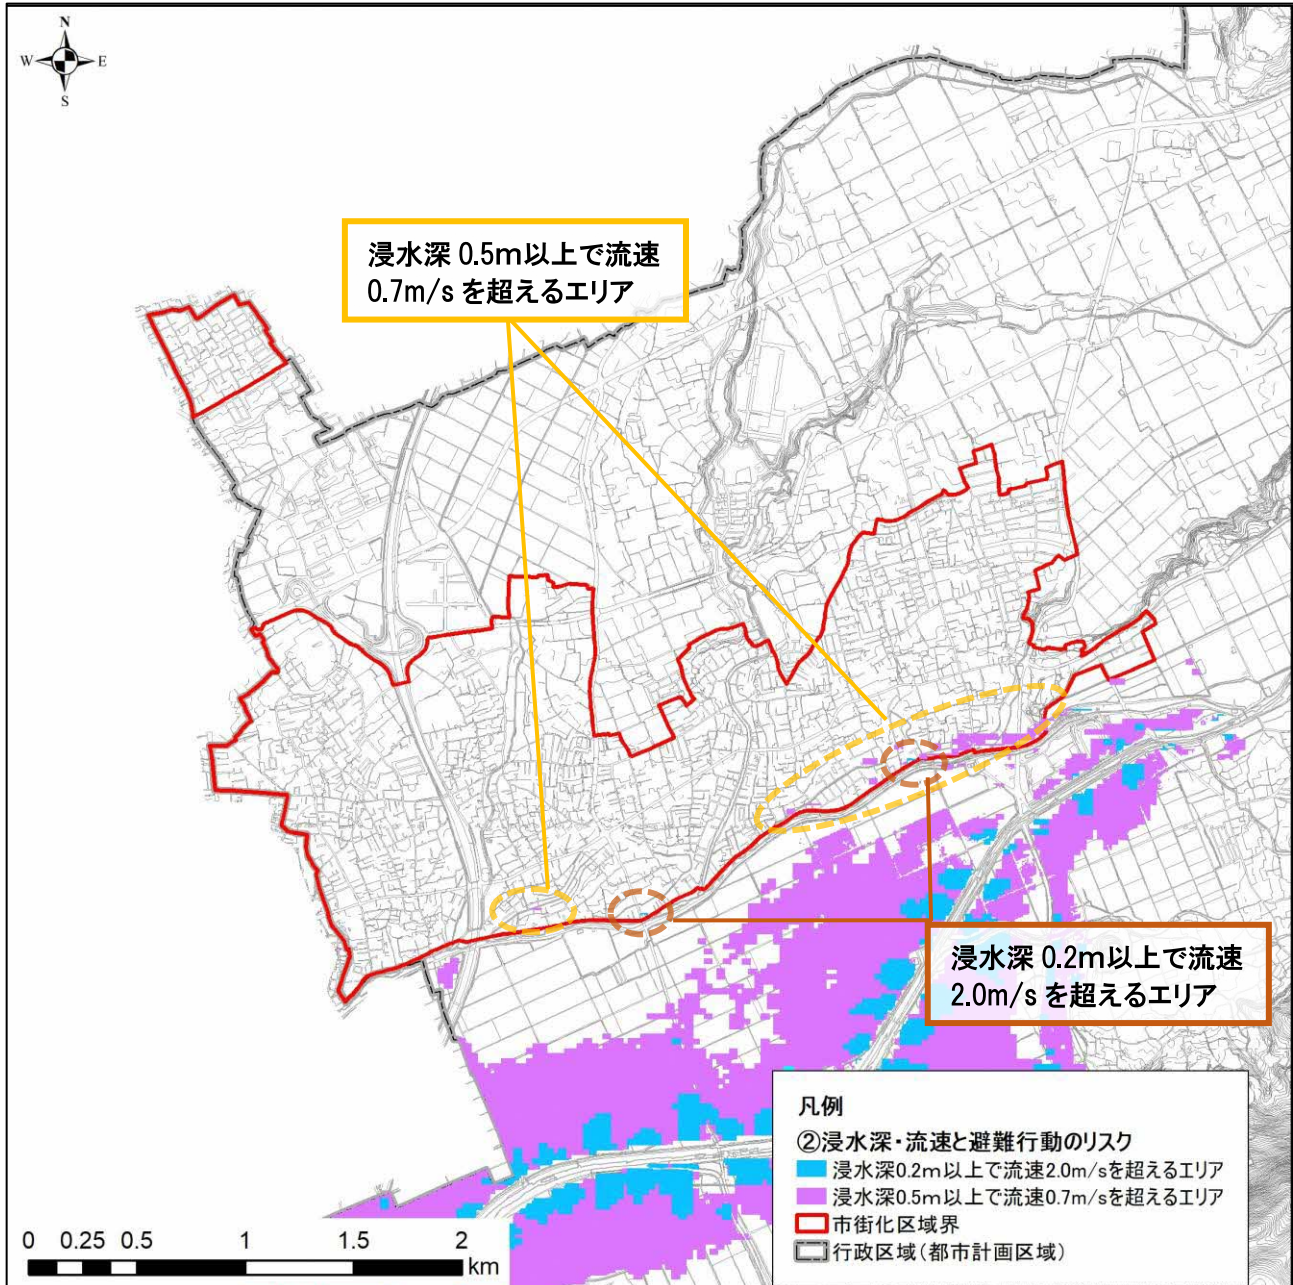 N
W E
S
浸水深 0.5m以上で流速
0.7m/s を超えるエリア
浸水深 0.2m以上で流速
2.0m/s を超えるエリア
凡例
②浸水深・流速と避難行動のリスク
浸水深0.2m以上で流速2.0m/sを超えるエリア
浸水深0.5m以上で流速0.7m/sを超えるエリア
市街化区域界
行政区域(都市計画区域)
0 0.25 0.5 1 1.5 2
km